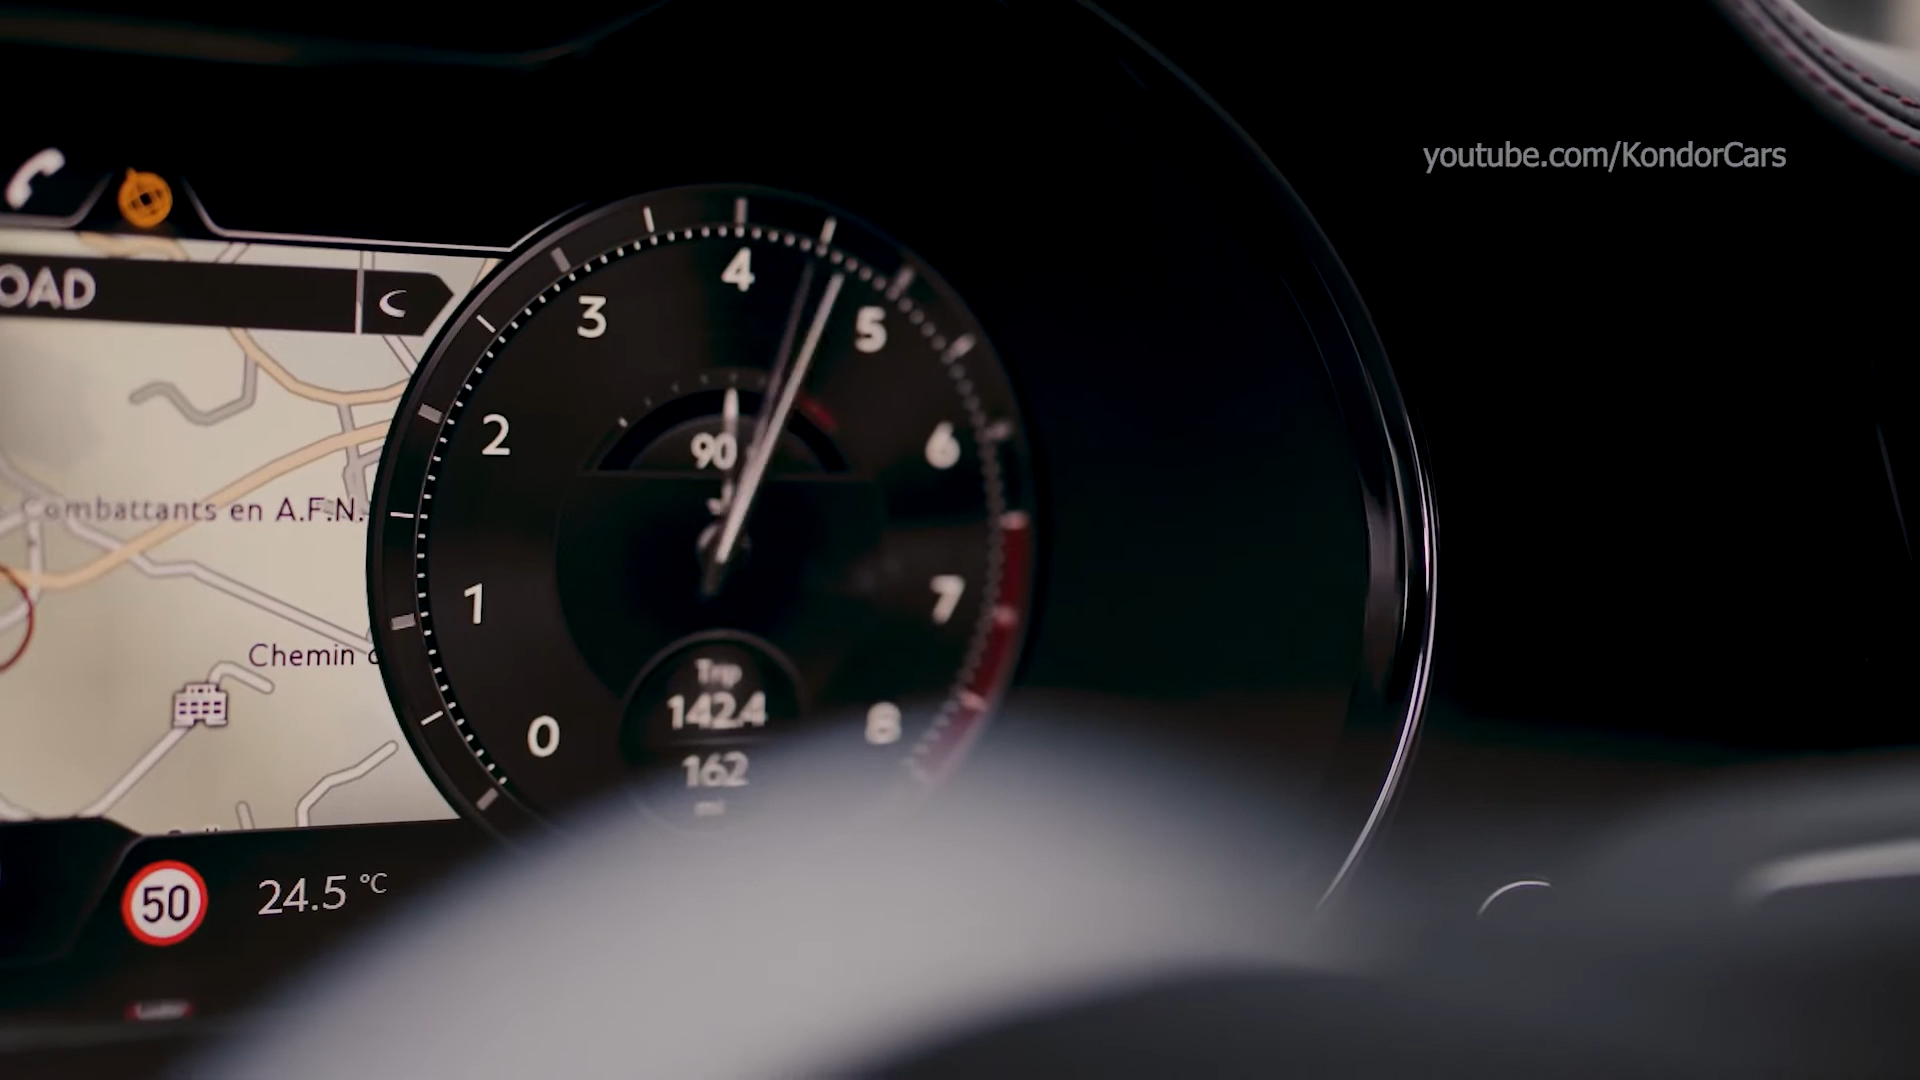 youtube.com/KondorCars
OAD
4
3
5
2
90
6
Combattants en A.F.N.
1
7
Chemin
Trip
142.4
0
8
162
mi
50
24.5 °C